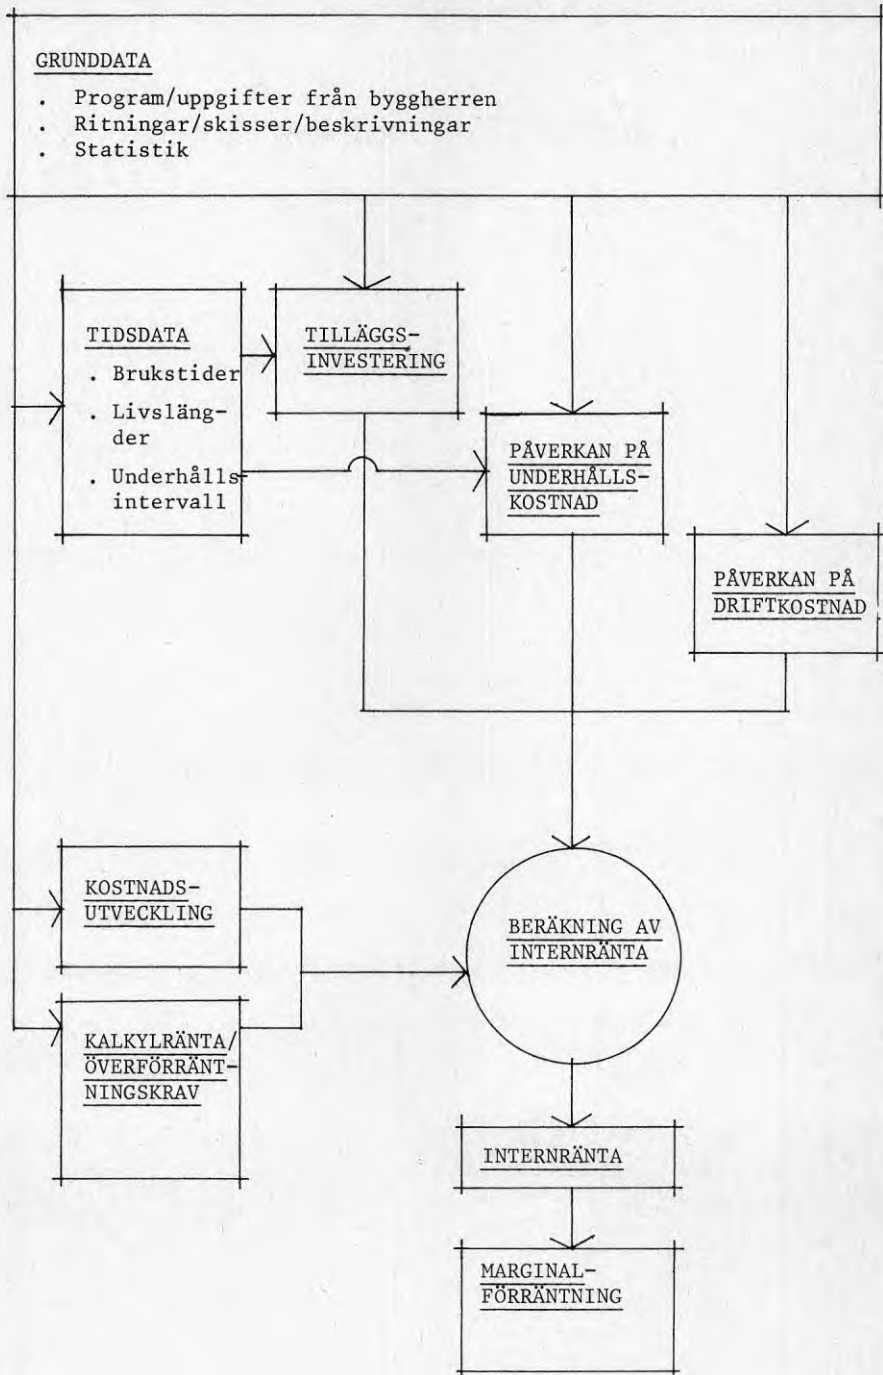 GRUNDDATA
. Program/uppgifter från byggherren
. Ritningar/skisser/beskrivningar
. Statistik
TIDSDATA
. Brukstider
. Livsläng-
der
. Underhålls
intervall
TILLÄGGS-
INVESTERING
PÅVERKAN PÅ
UNDERHÅLLS-
KOSTNAD
PÅVERKAN PÅ
DRIFTKOSTNAD
KOSTNADS-
UTVECKLING
KALKYLRÄNTA/
ÖVERFÖRRÄNT-
NINGSKRAV
BERÄKNING AV
INTERNRÄNTA
INTERNRÄNTA
MARGINAL-
FÖRRÄNTNING